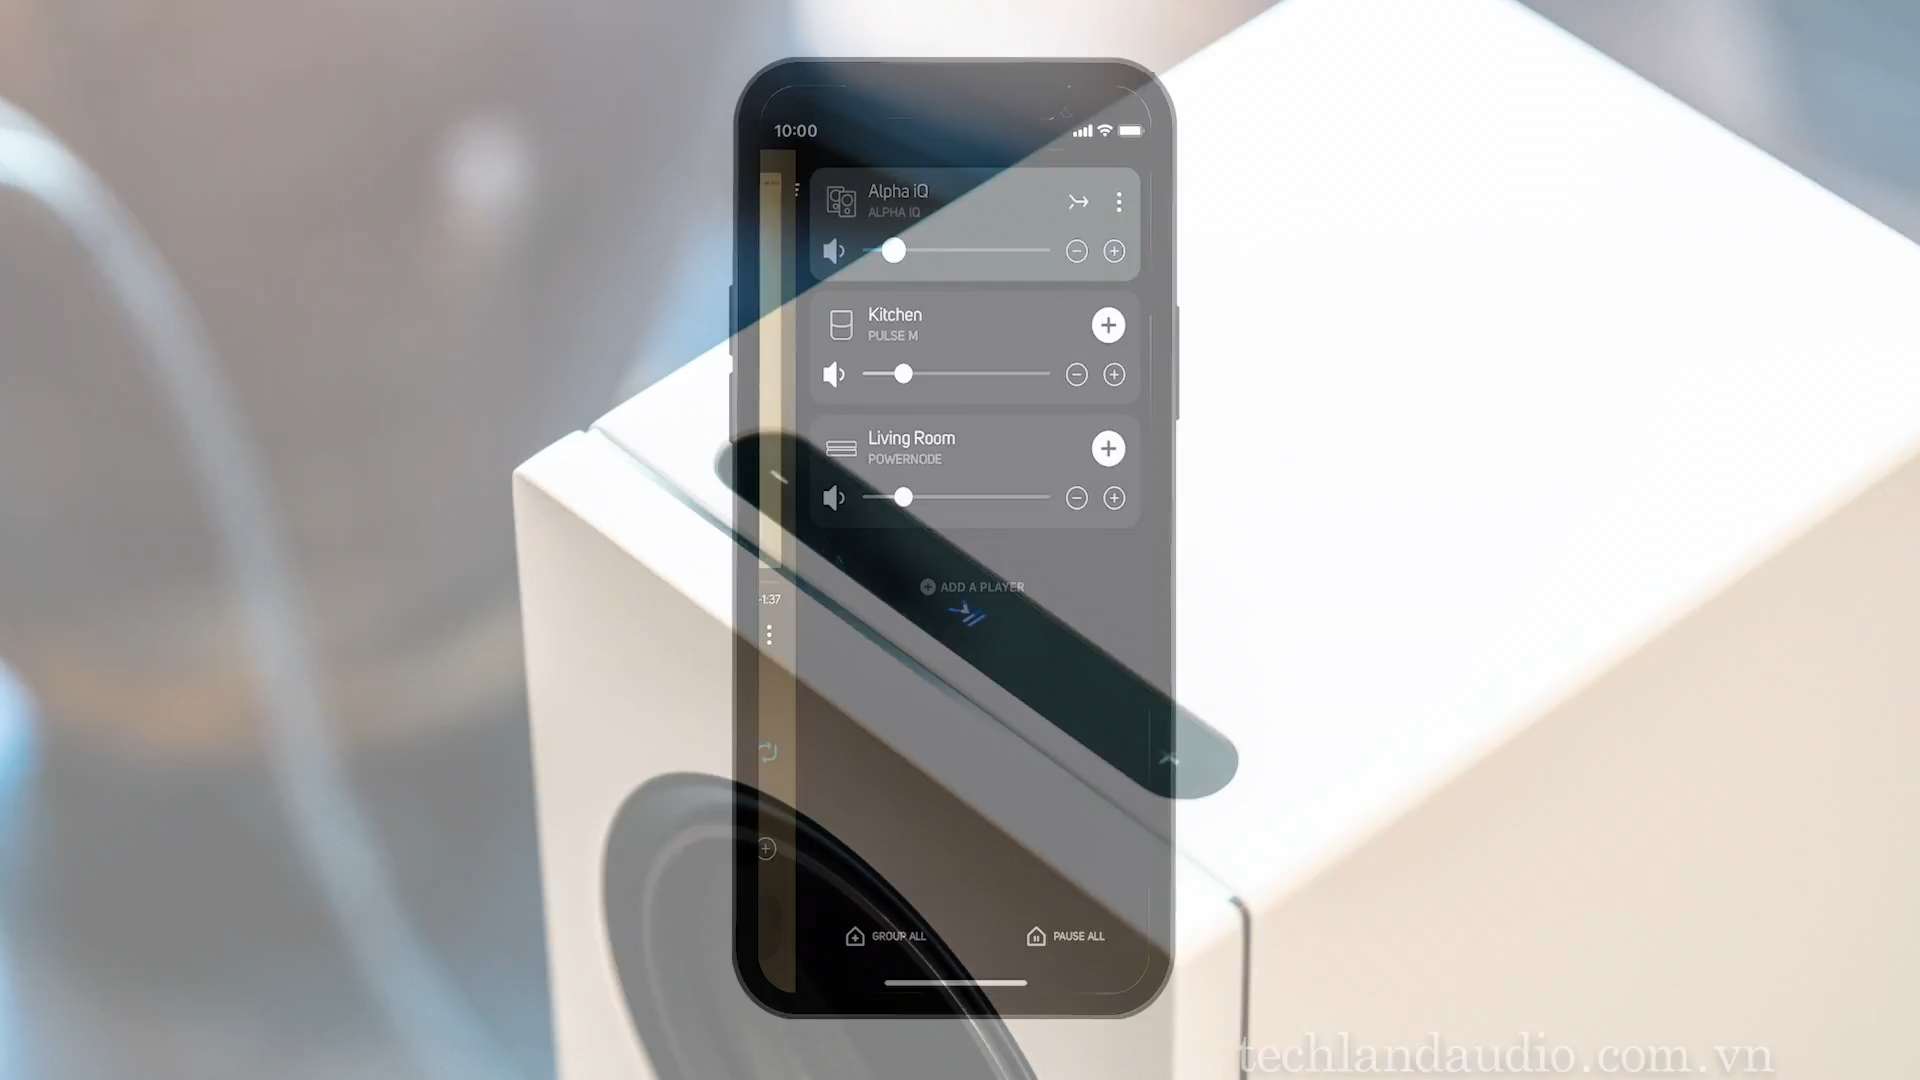 10:00
Alpha iQ
ALPHA IQ
Kitchen
PULSE M
Living Room
POWERNODE
ADD A PLAYER
-1:37
GROUP ALL
PAUSE ALL
techlandaudio.com.vn